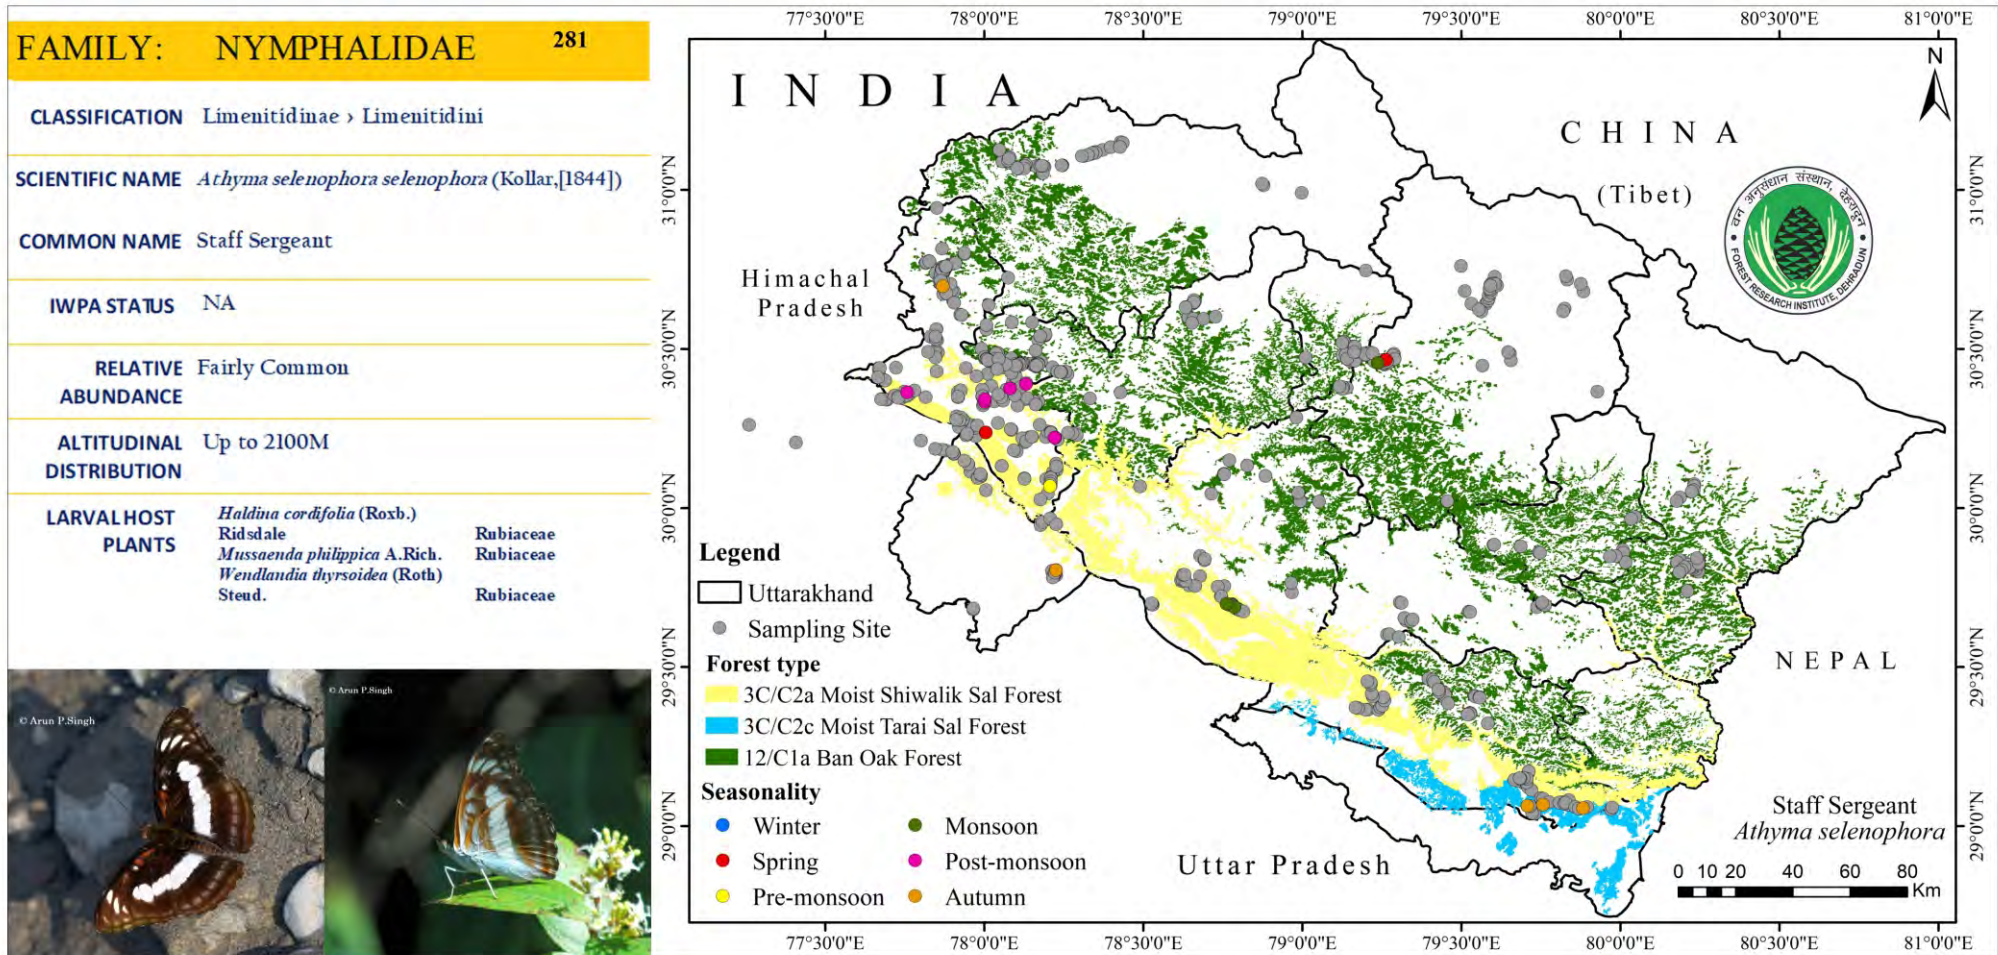 FAMILY: NYMPHALIDAE 281
CLASSIFICATION Limenitidinae › Limenitidini
SCIENTIFIC NAME Athyma selenophora selenophora (Kollar,[1844])
COMMON NAME Staff Sergeant
IWPA STATUS NA
RELATIVE ABUNDANCE Fairly Common
ALTITUDINAL DISTRIBUTION Up to 2100M
LARVAL HOST PLANTS
Haldina cordifolia (Roxb.)
Ridsdale Rubiaceae
Mussaenda philippica A.Rich. Rubiaceae
Wendlandia thyrsoidea (Roth)
Steud. Rubiaceae
© Arun P.Singh
© Arun P.Singh
77°30'0"E 78°0'0"E 78°30'0"E 79°0'0"E 79°30'0"E 80°0'0"E 80°30'0"E 81°0'0"E
INDIA
N
CHINA
(Tibet)
वन अनुसंधान संस्थान, देहरादून
FOREST RESEARCH INSTITUTE, DEHRADUN
Himachal
Pradesh
31°0'0"N
30°30'0"N
30°0'0"N
29°30'0"N
29°0'0"N
31°0'0"N
30°30'0"N
30°0'0"N
29°30'0"N
29°0'0"N
NEPAL
Uttar Pradesh
Legend
Uttarakhand
Sampling Site
Forest type
3C/C2a Moist Shiwalik Sal Forest
3C/C2c Moist Tarai Sal Forest
12/C1a Ban Oak Forest
Seasonality
Winter Monsoon
Spring Post-monsoon
Pre-monsoon Autumn
Staff Sergeant
Athyma selenophora
0 10 20 40 60 80
Km
77°30'0"E 78°0'0"E 78°30'0"E 79°0'0"E 79°30'0"E 80°0'0"E 80°30'0"E 81°0'0"E